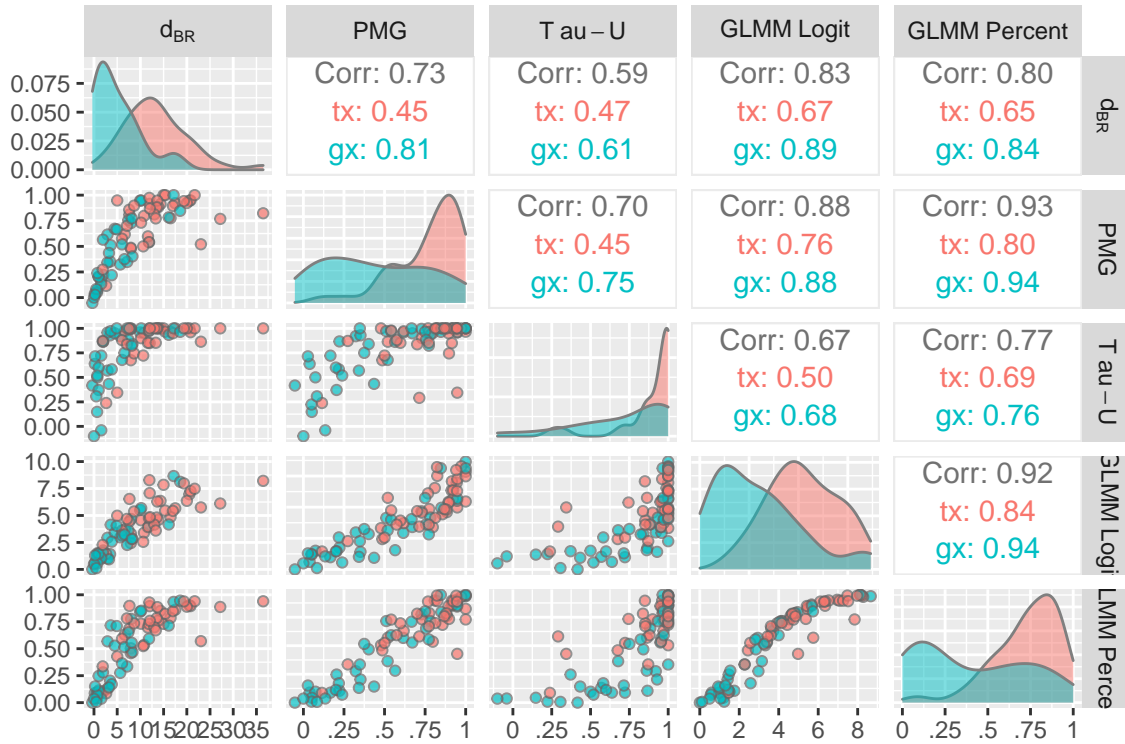 d_BR PMG T au – U GLMM Logit GLMM Percent
Corr: 0.73 Corr: 0.59 Corr: 0.83 Corr: 0.80
tx: 0.45 tx: 0.47 tx: 0.67 tx: 0.65
gx: 0.81 gx: 0.61 gx: 0.89 gx: 0.84
0.075
0.050
0.025
0.000
d_BR
Corr: 0.70 Corr: 0.88 Corr: 0.93
tx: 0.45 tx: 0.76 tx: 0.80
gx: 0.75 gx: 0.88 gx: 0.94
1.00
0.75
0.50
0.25
0.00
PMG
Corr: 0.67 Corr: 0.77
tx: 0.50 tx: 0.69
gx: 0.68 gx: 0.76
1.00
0.75
0.50
0.25
0.00
T au – U
Corr: 0.92
tx: 0.84
gx: 0.94
10.0
7.5
5.0
2.5
0.0
GLMM Logi
1.00
0.75
0.50
0.25
0.00
LMM Perce
0 5 10 15 20 25 30 35 0 .25 .5 .75 1 0 .25 .5 .75 1 0 2 4 6 8 0 .25 .5 .75 1